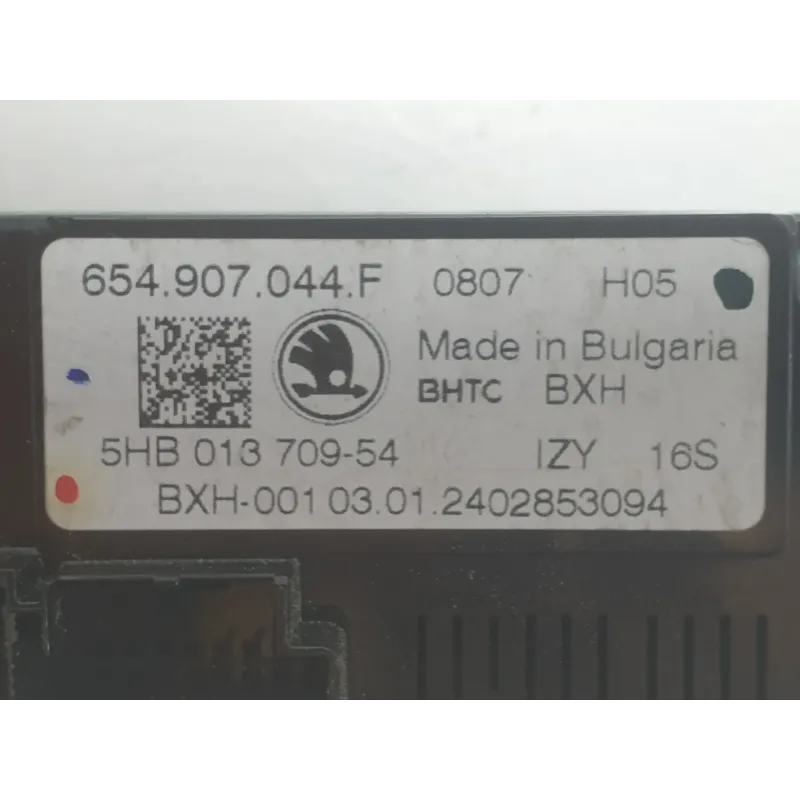 654.907.044.F 0807 H05
Made in Bulgaria
BHTC BXH
5HB 013 709-54 IZY 16S
BXH-001 03.01.2402853094